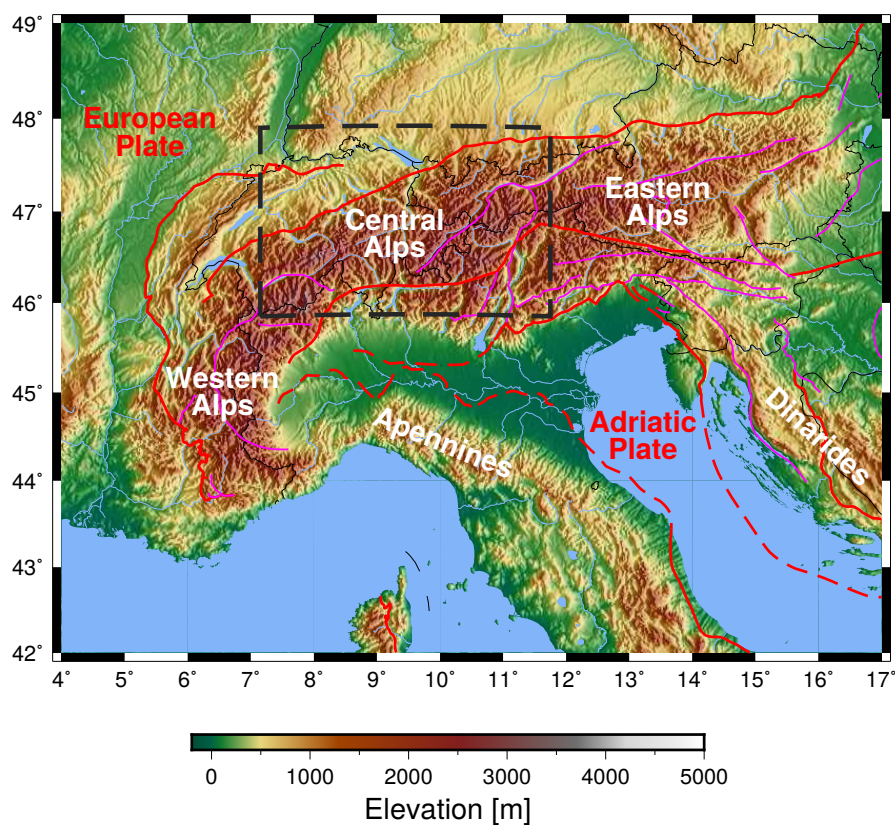 49˚
48˚
47˚
46˚
45˚
44˚
43˚
42˚
European
Plate
Central
Alps
Eastern
Alps
Western
Alps
Apennines
Adriatic
Plate
Dinarides
4˚ 5˚ 6˚ 7˚ 8˚ 9˚ 10˚ 11˚ 12˚ 13˚ 14˚ 15˚ 16˚ 17˚
0 1000 2000 3000 4000 5000
Elevation [m]